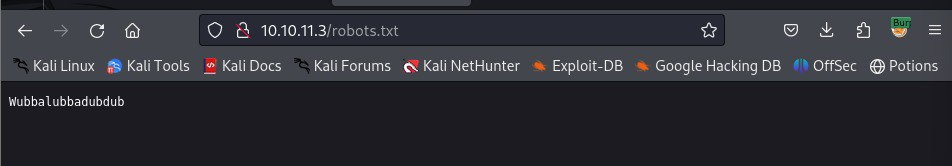 10.10.11.3/robots.txt
Bur
Kali Linux Kali Tools Kali Docs Kali Forums Kali NetHunter Exploit-DB Google Hacking DB OffSec Potions
Wubbalubbadubdub